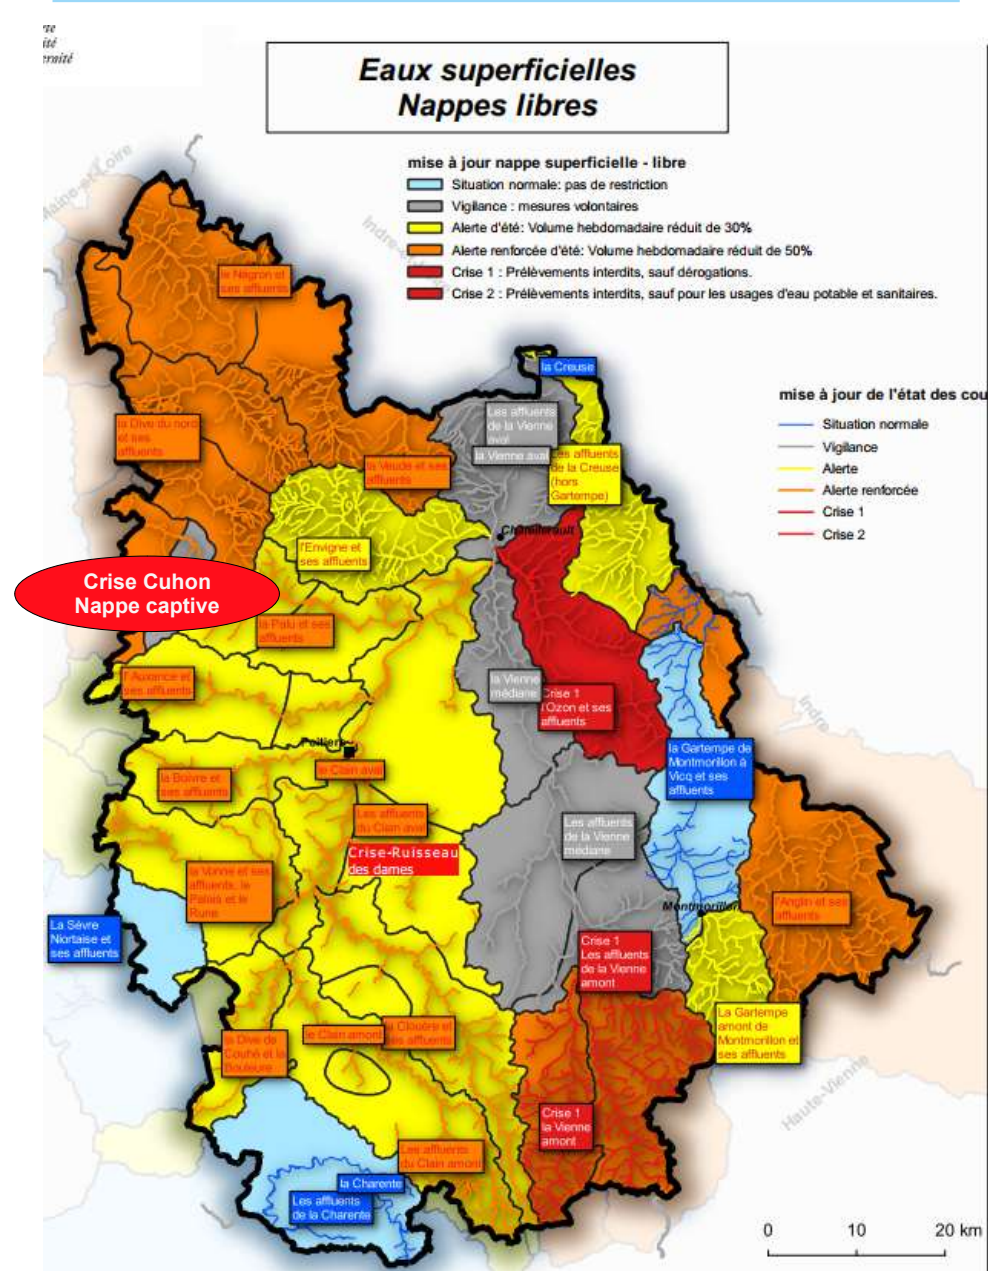 ité
ersité
Eaux superficielles
Nappes libres
mise à jour nappe superficielle - libre
Situation normale: pas de restriction
Vigilance : mesures volontaires
Alerte d'été: Volume hebdomadaire réduit de 30%
Alerte renforcée d'été: Volume hebdomadaire réduit de 50%
Crise 1 : Prélèvements interdits, sauf dérogations.
Crise 2 : Prélèvements interdits, sauf pour les usages d'eau potable et sanitaires.
Maine-et-Loire
le Négron et
ses affluents
la Creuse
mise à jour de l'état des cou
Situation normale
Vigilance
Alerte
Alerte renforcée
Crise 1
Crise 2
Les affluents
de la Vienne
aval
la Vienne aval
la Dive du nord
et ses
affluents
la Veude et ses
affluents
Les affluents
de la Creuse
(hors
Gartempe)
Châtellerault
l'Envigne et
ses affluents
Crise Cuhon
Nappe captive
la Palu et ses
affluents
l'Auxance et
ses affluents
la Vienne
médiane
Crise 1
l'Ozon et ses
affluents
Indre
Poitiers
la Gartempe de
Montmorillon à
Vicq et ses
affluents
le Clain aval
la Boivre et
ses affluents
Les affluents
du Clain aval
Les affluents
de la Vienne
médiane
Crise-Ruisseau
des dames
la Vonne et ses
affluents, le
Palais et le
Rune
Montmorillon
l'Anglin et ses
affluents
La Sèvre
Niortaise et
ses affluents
Crise 1
Les affluents
de la Vienne
amont
La Gartempe
amont de
Montmorillon et
ses affluents
la Dive de
Couhé et la
Bouleure
le Clain amont
la Clouère et
ses affluents
Haute-Vienne
Crise 1
la Vienne
amont
Les affluents
du Clain amont
la Charente
Les affluents
de la Charente
0 10 20 km